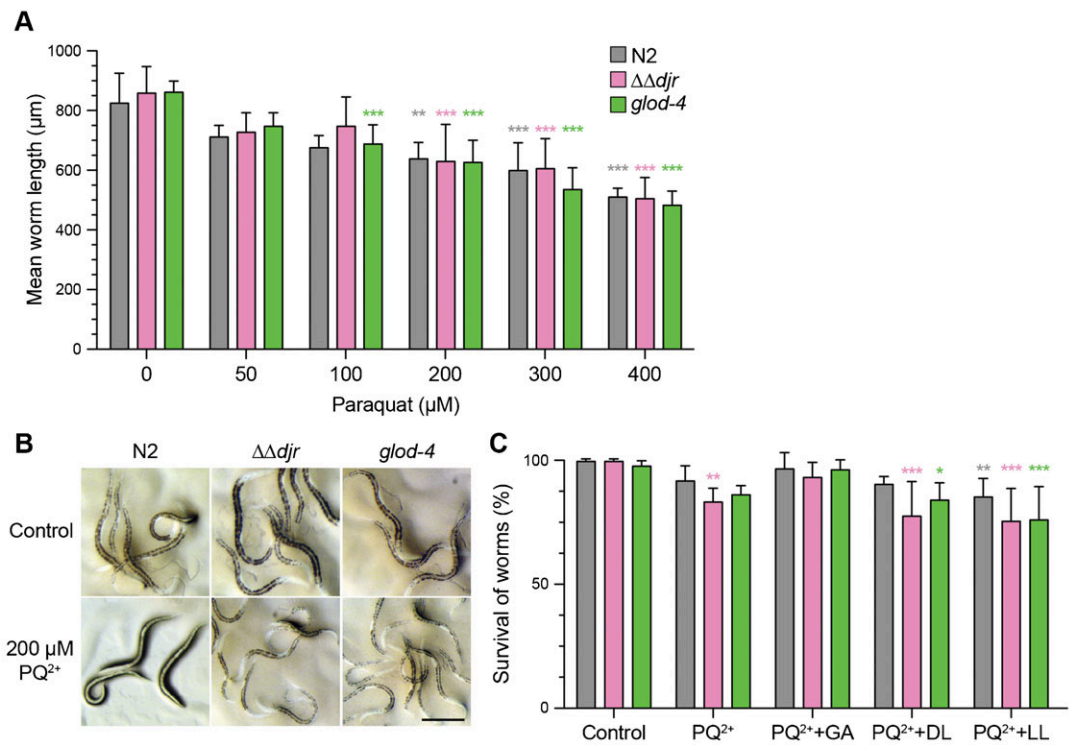 A
1000
800
600
400
200
0
Mean worm length (µm)
N2
ΔΔdjr
glod-4
*** ** *** *** *** *** *** *** *** ***
0 50 100 200 300 400
Paraquat (µM)
B
N2 ΔΔdjr glod-4
Control
200 µM
PQ²⁺
C
100
50
0
Survival of worms (%)
** *** * ** *** ***
Control PQ²⁺ PQ²⁺+GA PQ²⁺+DL PQ²⁺+LL